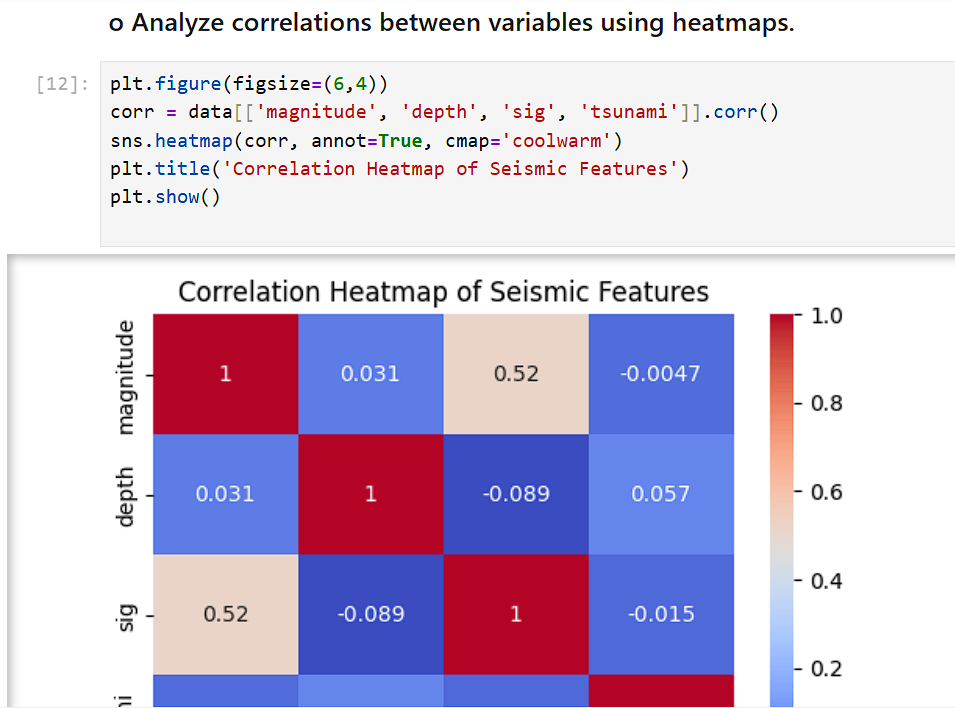 o Analyze correlations between variables using heatmaps.
[12]:
plt.figure(figsize=(6,4))
corr = data[['magnitude', 'depth', 'sig', 'tsunami']].corr()
sns.heatmap(corr, annot=True, cmap='coolwarm')
plt.title('Correlation Heatmap of Seismic Features')
plt.show()
Correlation Heatmap of Seismic Features
magnitude
1 0.031 0.52 -0.0047
depth
0.031 1 -0.089 0.057
sig
0.52 -0.089 1 -0.015
1.0
0.8
0.6
0.4
0.2